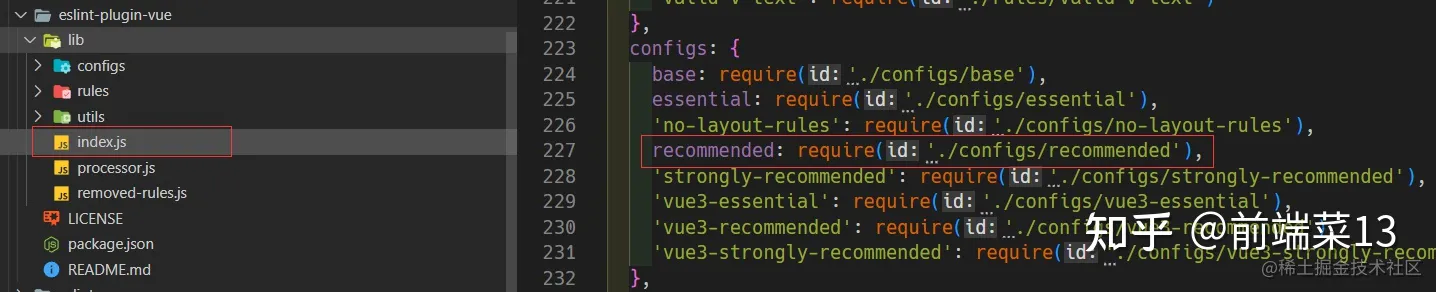 eslint-plugin-vue
lib
configs
rules
utils
JS index.js
JS processor.js
JS removed-rules.js
LICENSE
package.json
README.md
221
222 },
223 configs: {
224 base: require(id: './configs/base'),
225 essential: require(id: './configs/essential'),
226 'no-layout-rules': require(id: './configs/no-layout-rules'),
227 recommended: require(id: './configs/recommended'),
228 'strongly-recommended': require(id: './configs/strongly-recommended'),
229 'vue3-essential': require(id: './configs/vue3-essential'),
230 'vue3-recommended': require(id: './configs/vue3-recommended'),
231 'vue3-strongly-recommended': require(id: './configs/vue3-strongly-recom
232 },
知乎 @前端菜13
@稀土掘金技术社区